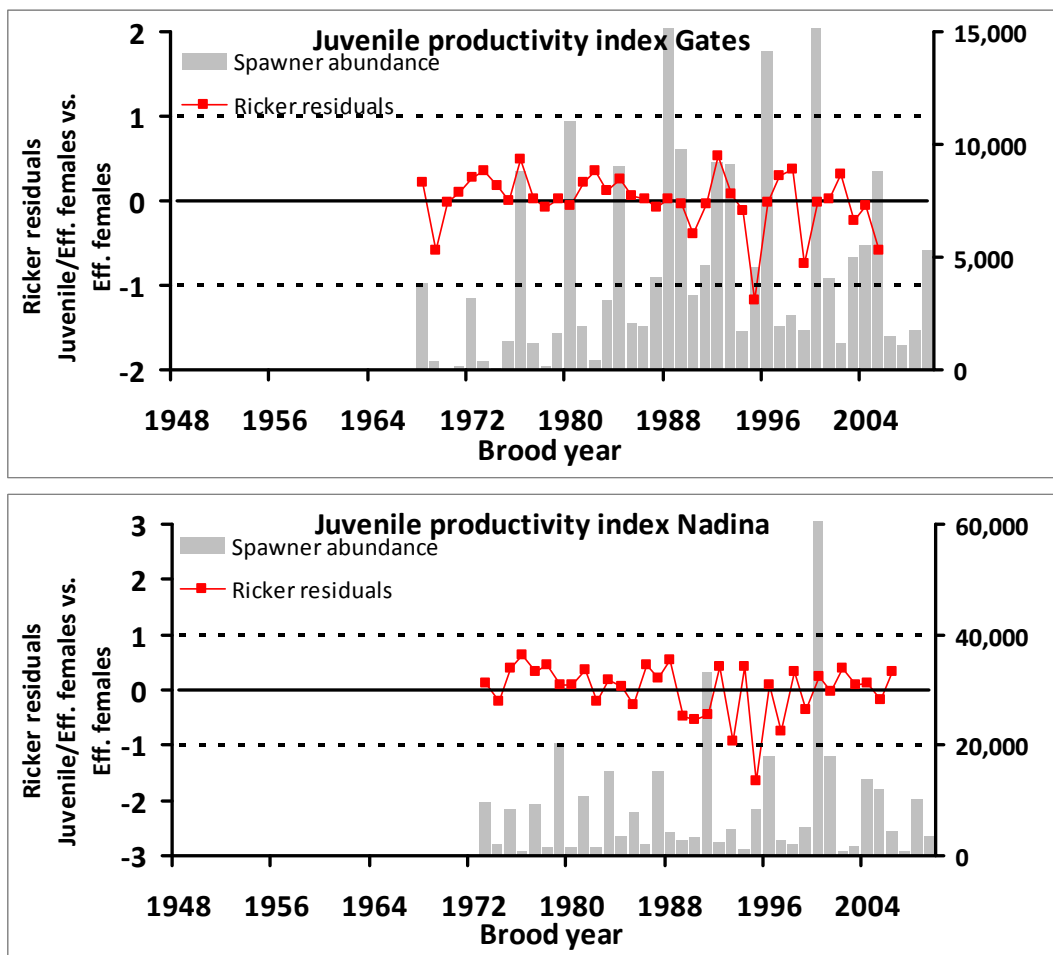 Juvenile productivity index Gates
Spawner abundance
Ricker residuals
Ricker residuals
Juvenile/Eff. females vs.
Eff. females
2
1
0
-1
-2
15,000
10,000
5,000
0
1948 1956 1964 1972 1980 1988 1996 2004
Brood year
Juvenile productivity index Nadina
Spawner abundance
Ricker residuals
Ricker residuals
Juvenile/Eff. females vs.
Eff. females
3
2
1
0
-1
-2
-3
60,000
40,000
20,000
0
1948 1956 1964 1972 1980 1988 1996 2004
Brood year